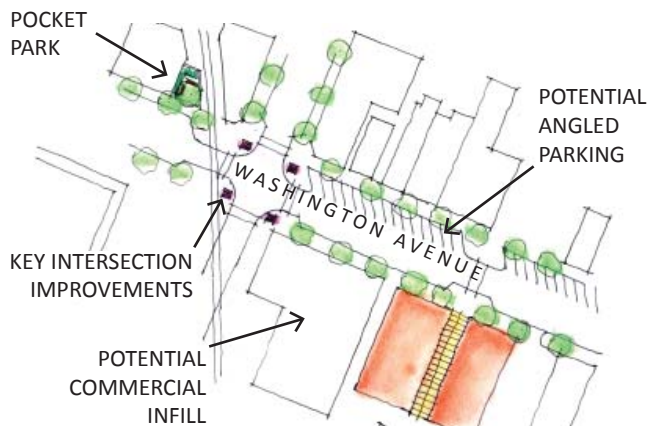 POCKET
PARK
POTENTIAL
ANGLED
PARKING
WASHINGTON AVENUE
KEY INTERSECTION
IMPROVEMENTS
POTENTIAL
COMMERCIAL
INFILL